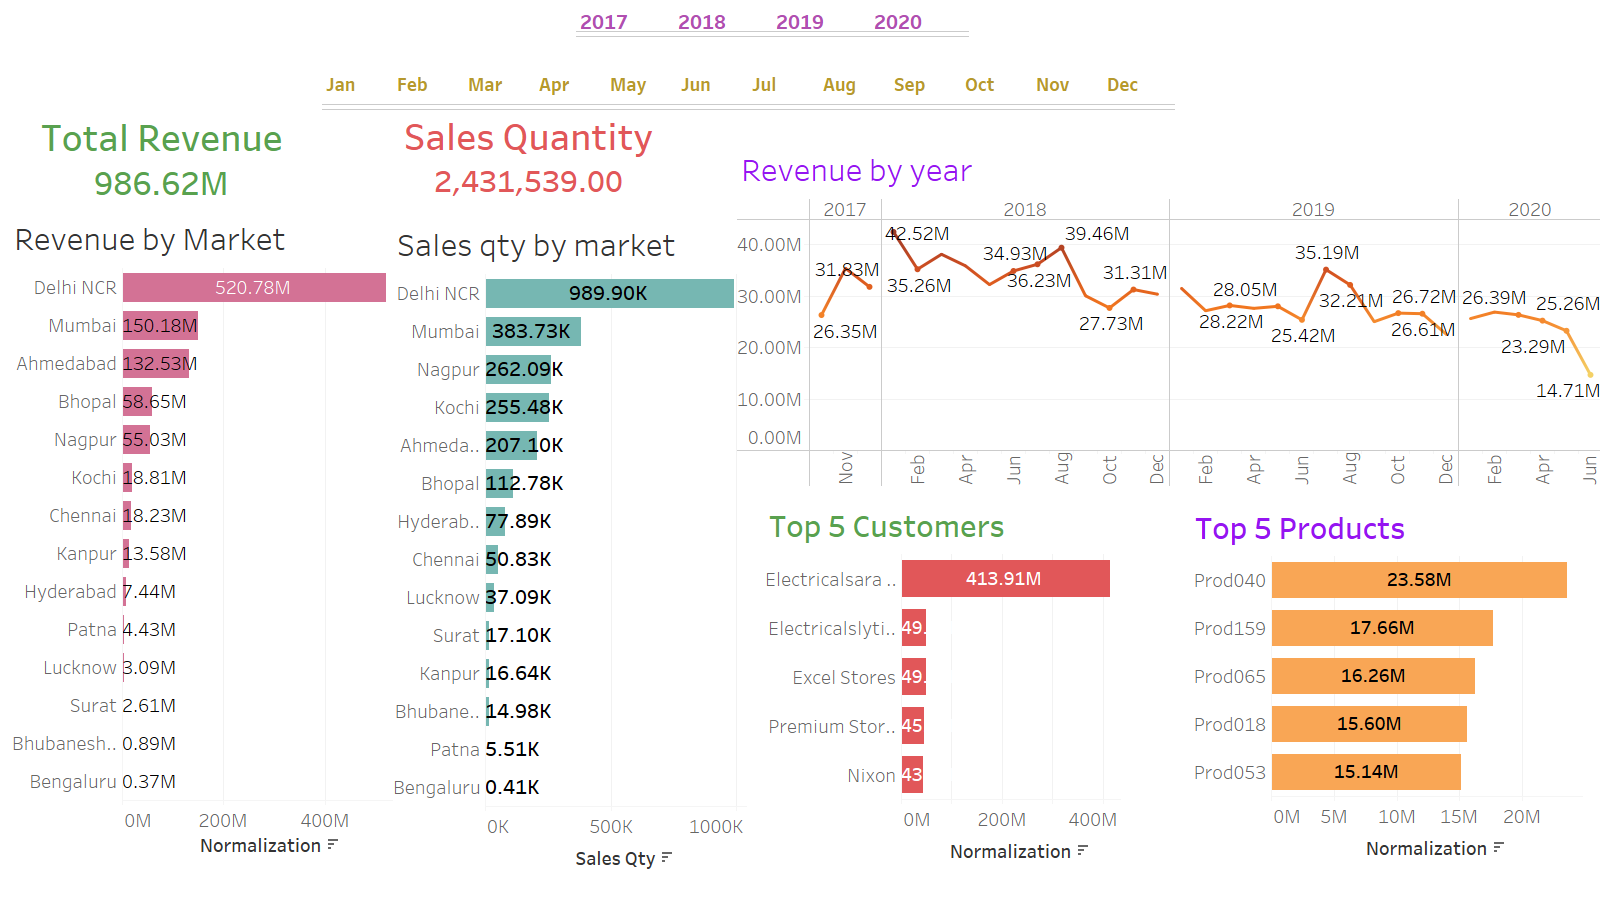 2017 2018 2019 2020
Jan Feb Mar Apr May Jun Jul Aug Sep Oct Nov Dec
Total Revenue
986.62M
Sales Quantity
2,431,539.00
Revenue by Market
Delhi NCR 520.78M
Mumbai 150.18M
Ahmedabad 132.53M
Bhopal 58.65M
Nagpur 55.03M
Kochi 18.81M
Chennai 18.23M
Kanpur 13.58M
Hyderabad 7.44M
Patna 4.43M
Lucknow 3.09M
Surat 2.61M
Bhubanesh.. 0.89M
Bengaluru 0.37M
0M 200M 400M
Normalization
Sales qty by market
Delhi NCR 989.90K
Mumbai 383.73K
Nagpur 262.09K
Kochi 255.48K
Ahmeda.. 207.10K
Bhopal 112.78K
Hyderab.. 77.89K
Chennai 50.83K
Lucknow 37.09K
Surat 17.10K
Kanpur 16.64K
Bhubane.. 14.98K
Patna 5.51K
Bengaluru 0.41K
0K 500K 1000K
Sales Qty
Revenue by year
2017 2018 2019 2020
40.00M
30.00M
20.00M
10.00M
0.00M
26.35M 31.83M
42.52M 35.26M 34.93M 36.23M 39.46M 27.73M 31.31M
28.22M 28.05M 25.42M 35.19M 32.21M 26.72M 26.61M
26.39M 23.29M 25.26M 14.71M
Nov Feb Apr Jun Aug Oct Dec Feb Apr Jun Aug Oct Dec Feb Apr Jun
Top 5 Customers
Electricalsara .. 413.91M
Electricalslyti.. 49.
Excel Stores 49.
Premium Stor.. 45
Nixon 43
0M 200M 400M
Normalization
Top 5 Products
Prod040 23.58M
Prod159 17.66M
Prod065 16.26M
Prod018 15.60M
Prod053 15.14M
0M 5M 10M 15M 20M
Normalization